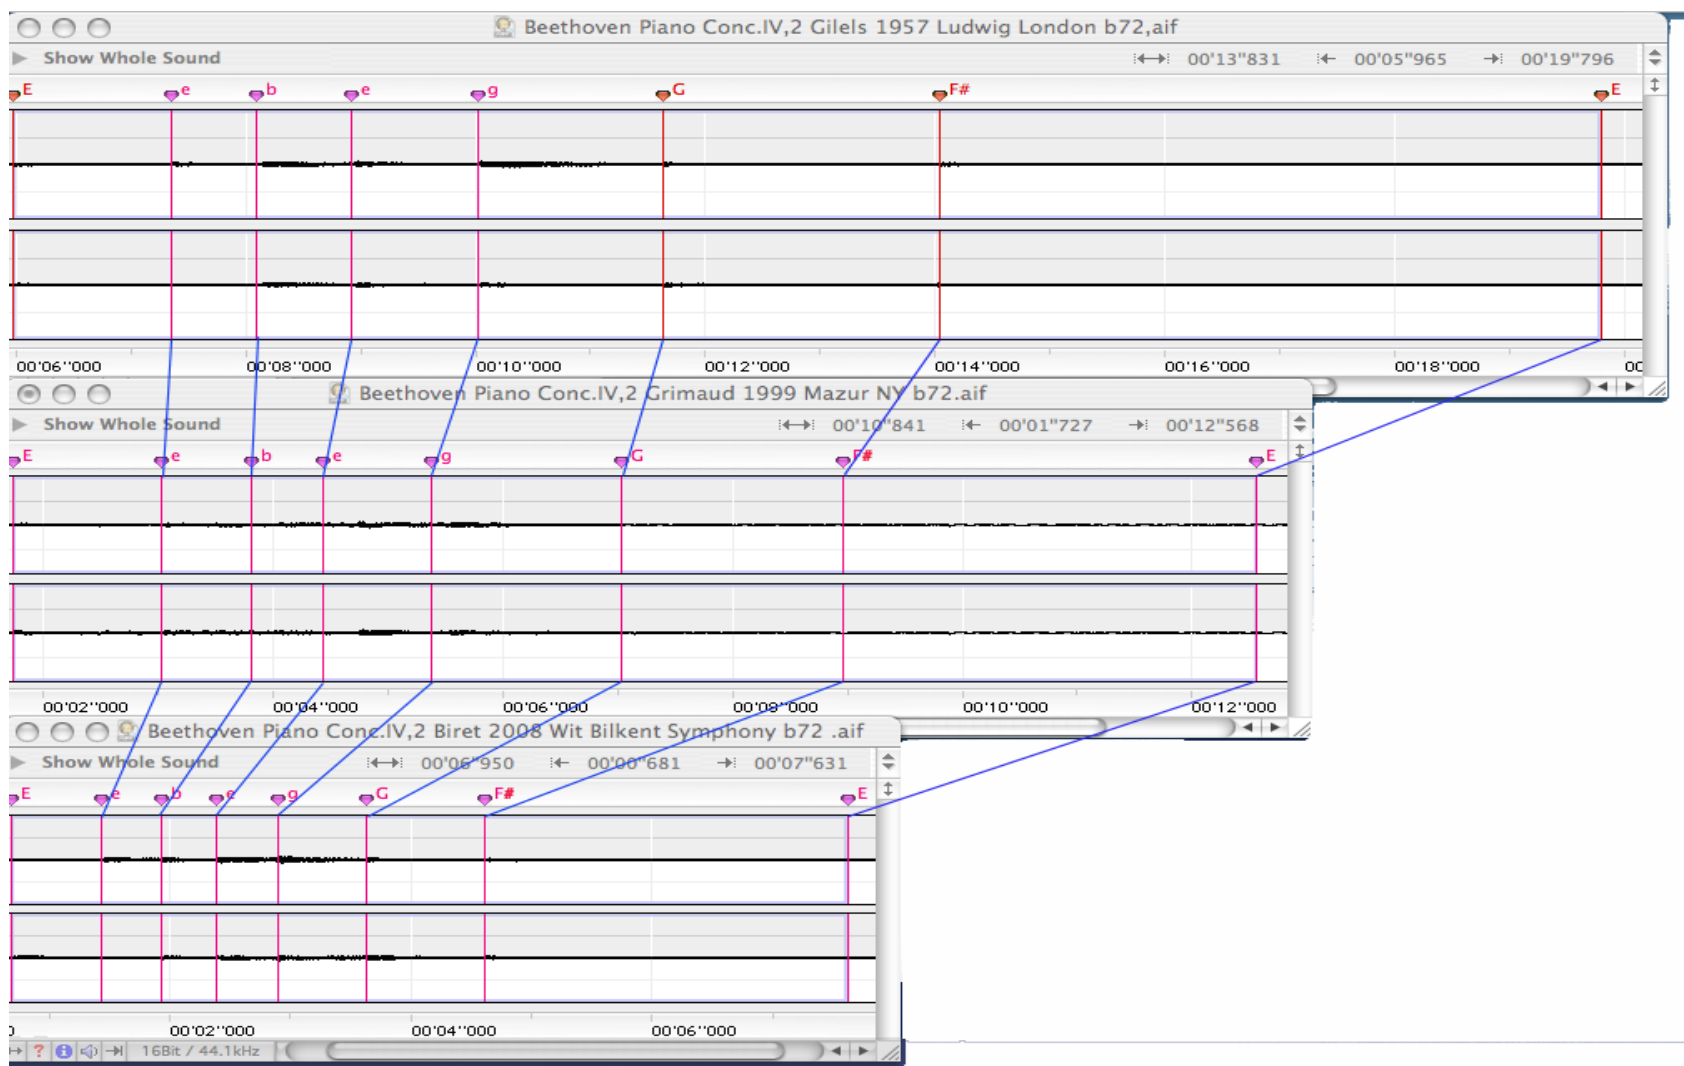 Beethoven Piano Conc.IV,2 Gilels 1957 Ludwig London b72,aif
Show Whole Sound 00'13"831 00'05"965 00'19"796
E e b e g G F# E
00'06''000 00'08''000 00'10''000 00'12''000 00'14''000 00'16''000 00'18''000 00
Beethoven Piano Conc.IV,2 Grimaud 1999 Mazur NY b72.aif
Show Whole Sound 00'10"841 00'01"727 00'12"568
E e b e g G F# E
00'02''000 00'04''000 00'06''000 00'08''000 00'10''000 00'12''000
Beethoven Piano Conc.IV,2 Biret 2008 Wit Bilkent Symphony b72 .aif
Show Whole Sound 00'06"950 00'00"681 00'07"631
E e b e g G F# E
00'02''000 00'04''000 00'06''000
? i 16Bit / 44.1kHz